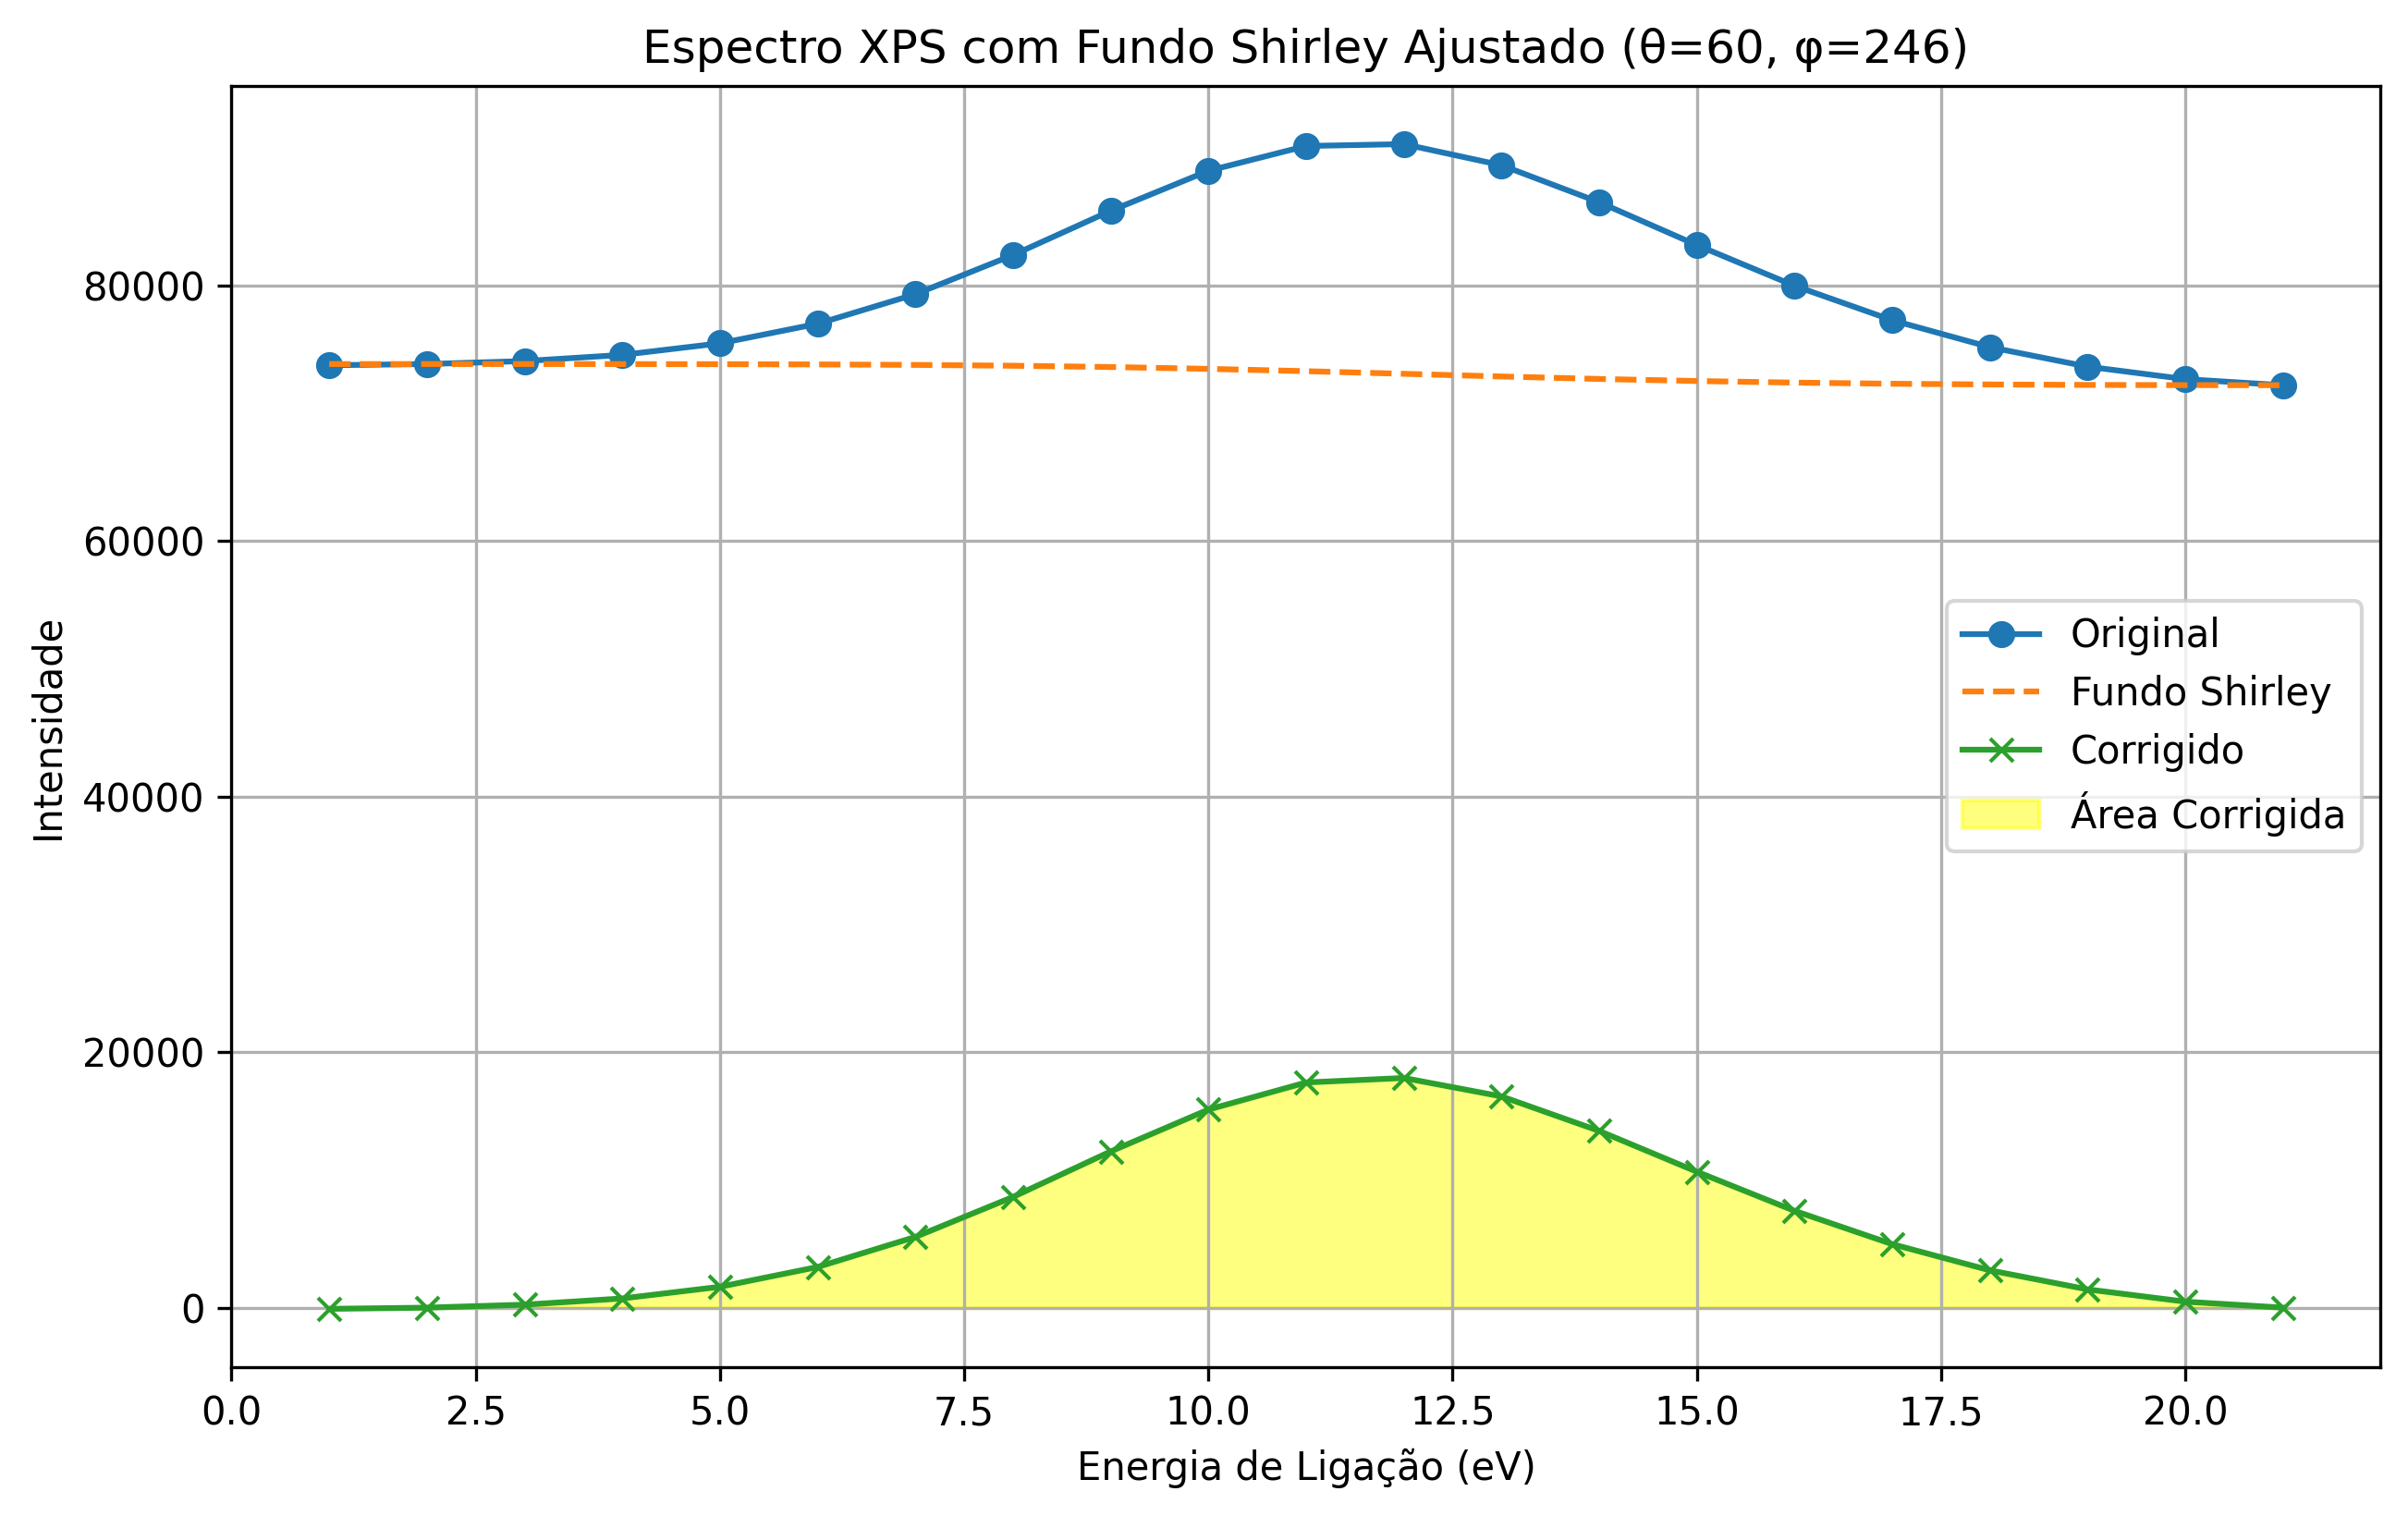 Espectro XPS com Fundo Shirley Ajustado (θ=60, φ=246)
Intensidade
80000
60000
40000
20000
0
Original
Fundo Shirley
Corrigido
Área Corrigida
0.0 2.5 5.0 7.5 10.0 12.5 15.0 17.5 20.0
Energia de Ligação (eV)